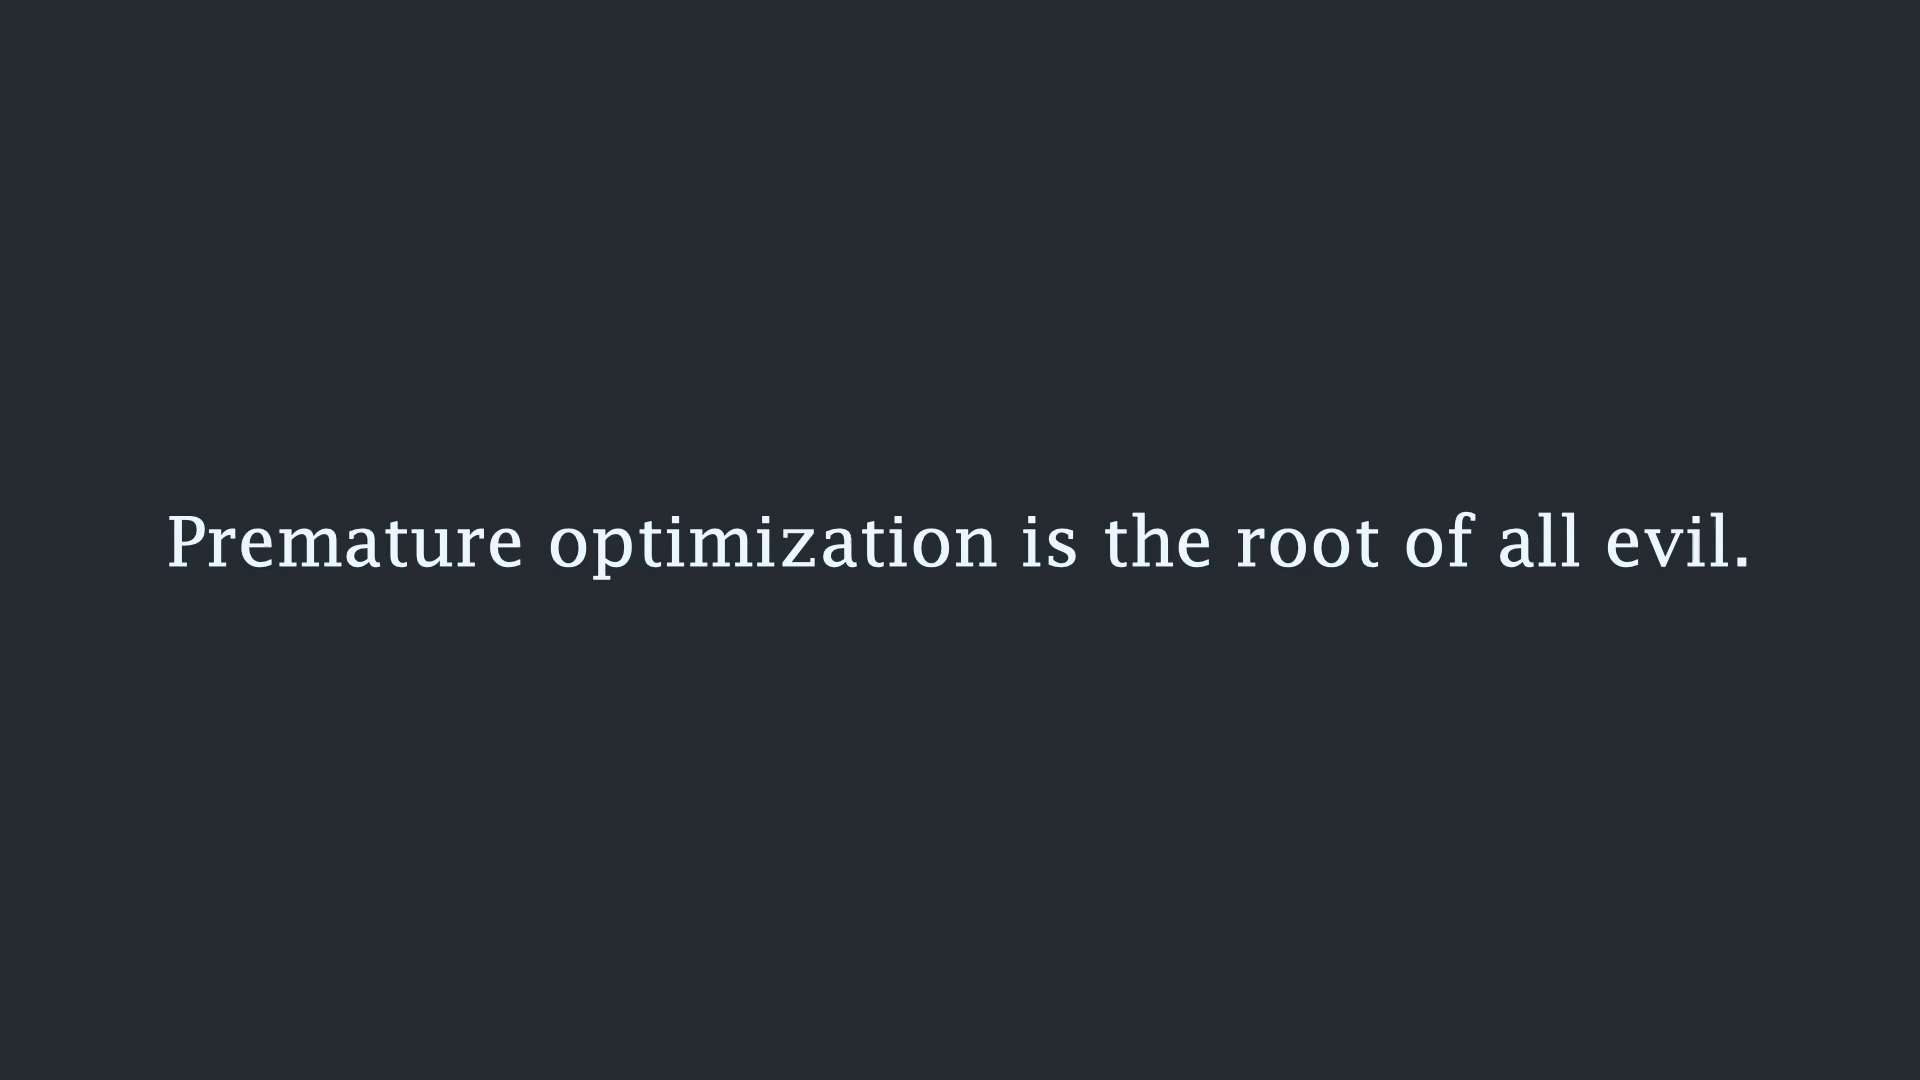 Premature optimization is the root of all evil.